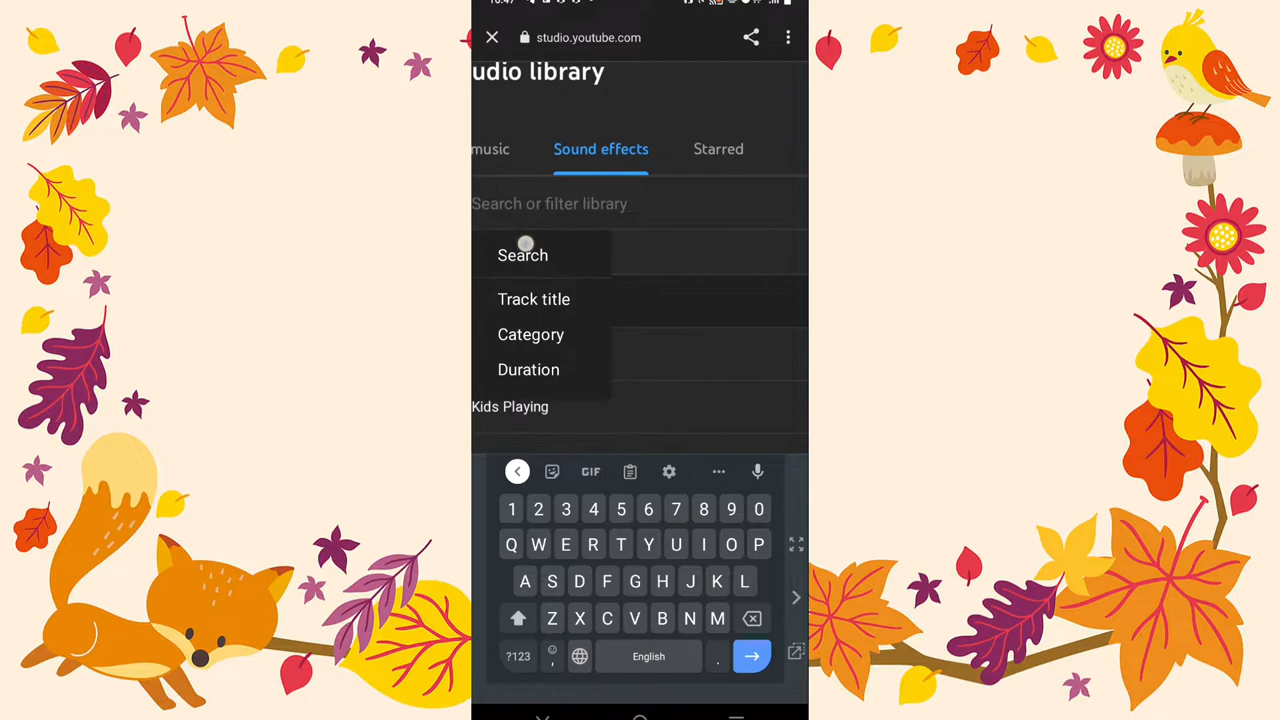 studio.youtube.com
udio library
music Sound effects Starred
Search or filter library
Search
Track title
Category
Duration
Kids Playing
GIF
1 2 3 4 5 6 7 8 9 0
Q W E R T Y U I O P
A S D F G H J K L
Z X C V B N M
?123 , English .